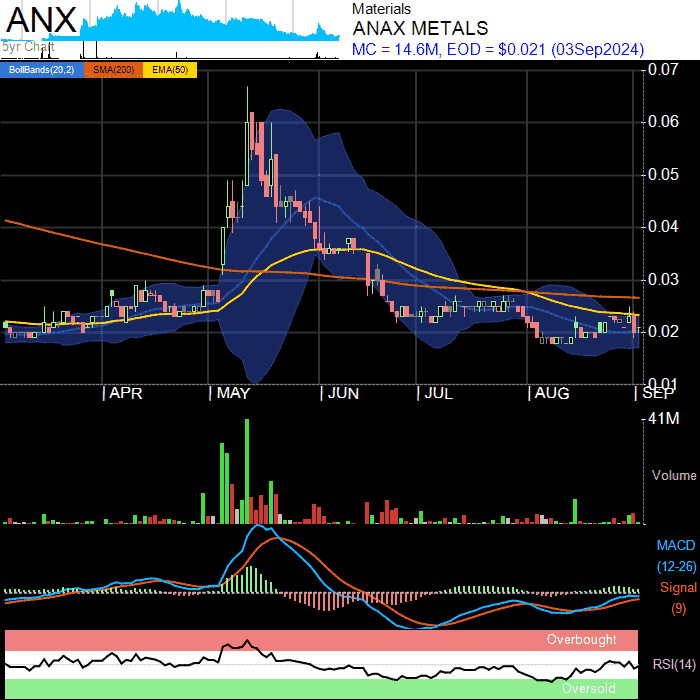 ANX
5yr Chart
Materials
ANAX METALS
MC = 14.6M, EOD = $0.021 (03Sep2024)
BollBands(20,2) SMA(200) EMA(50)
0.07
0.06
0.05
0.04
0.03
0.02
0.01
APR MAY JUN JUL AUG SEP
41M
Volume
MACD
(12-26)
Signal
(9)
Overbought
RSI(14)
Oversold